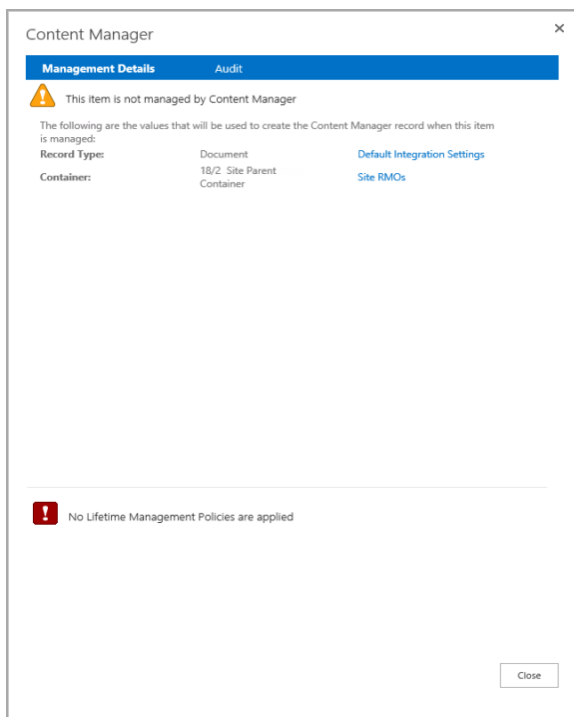 Content Manager
Management Details Audit
This item is not managed by Content Manager
The following are the values that will be used to create the Content Manager record when this item
is managed:
Record Type: Document Default Integration Settings
Container: 18/2 Site Parent Container Site RMOs
No Lifetime Management Policies are applied
Close